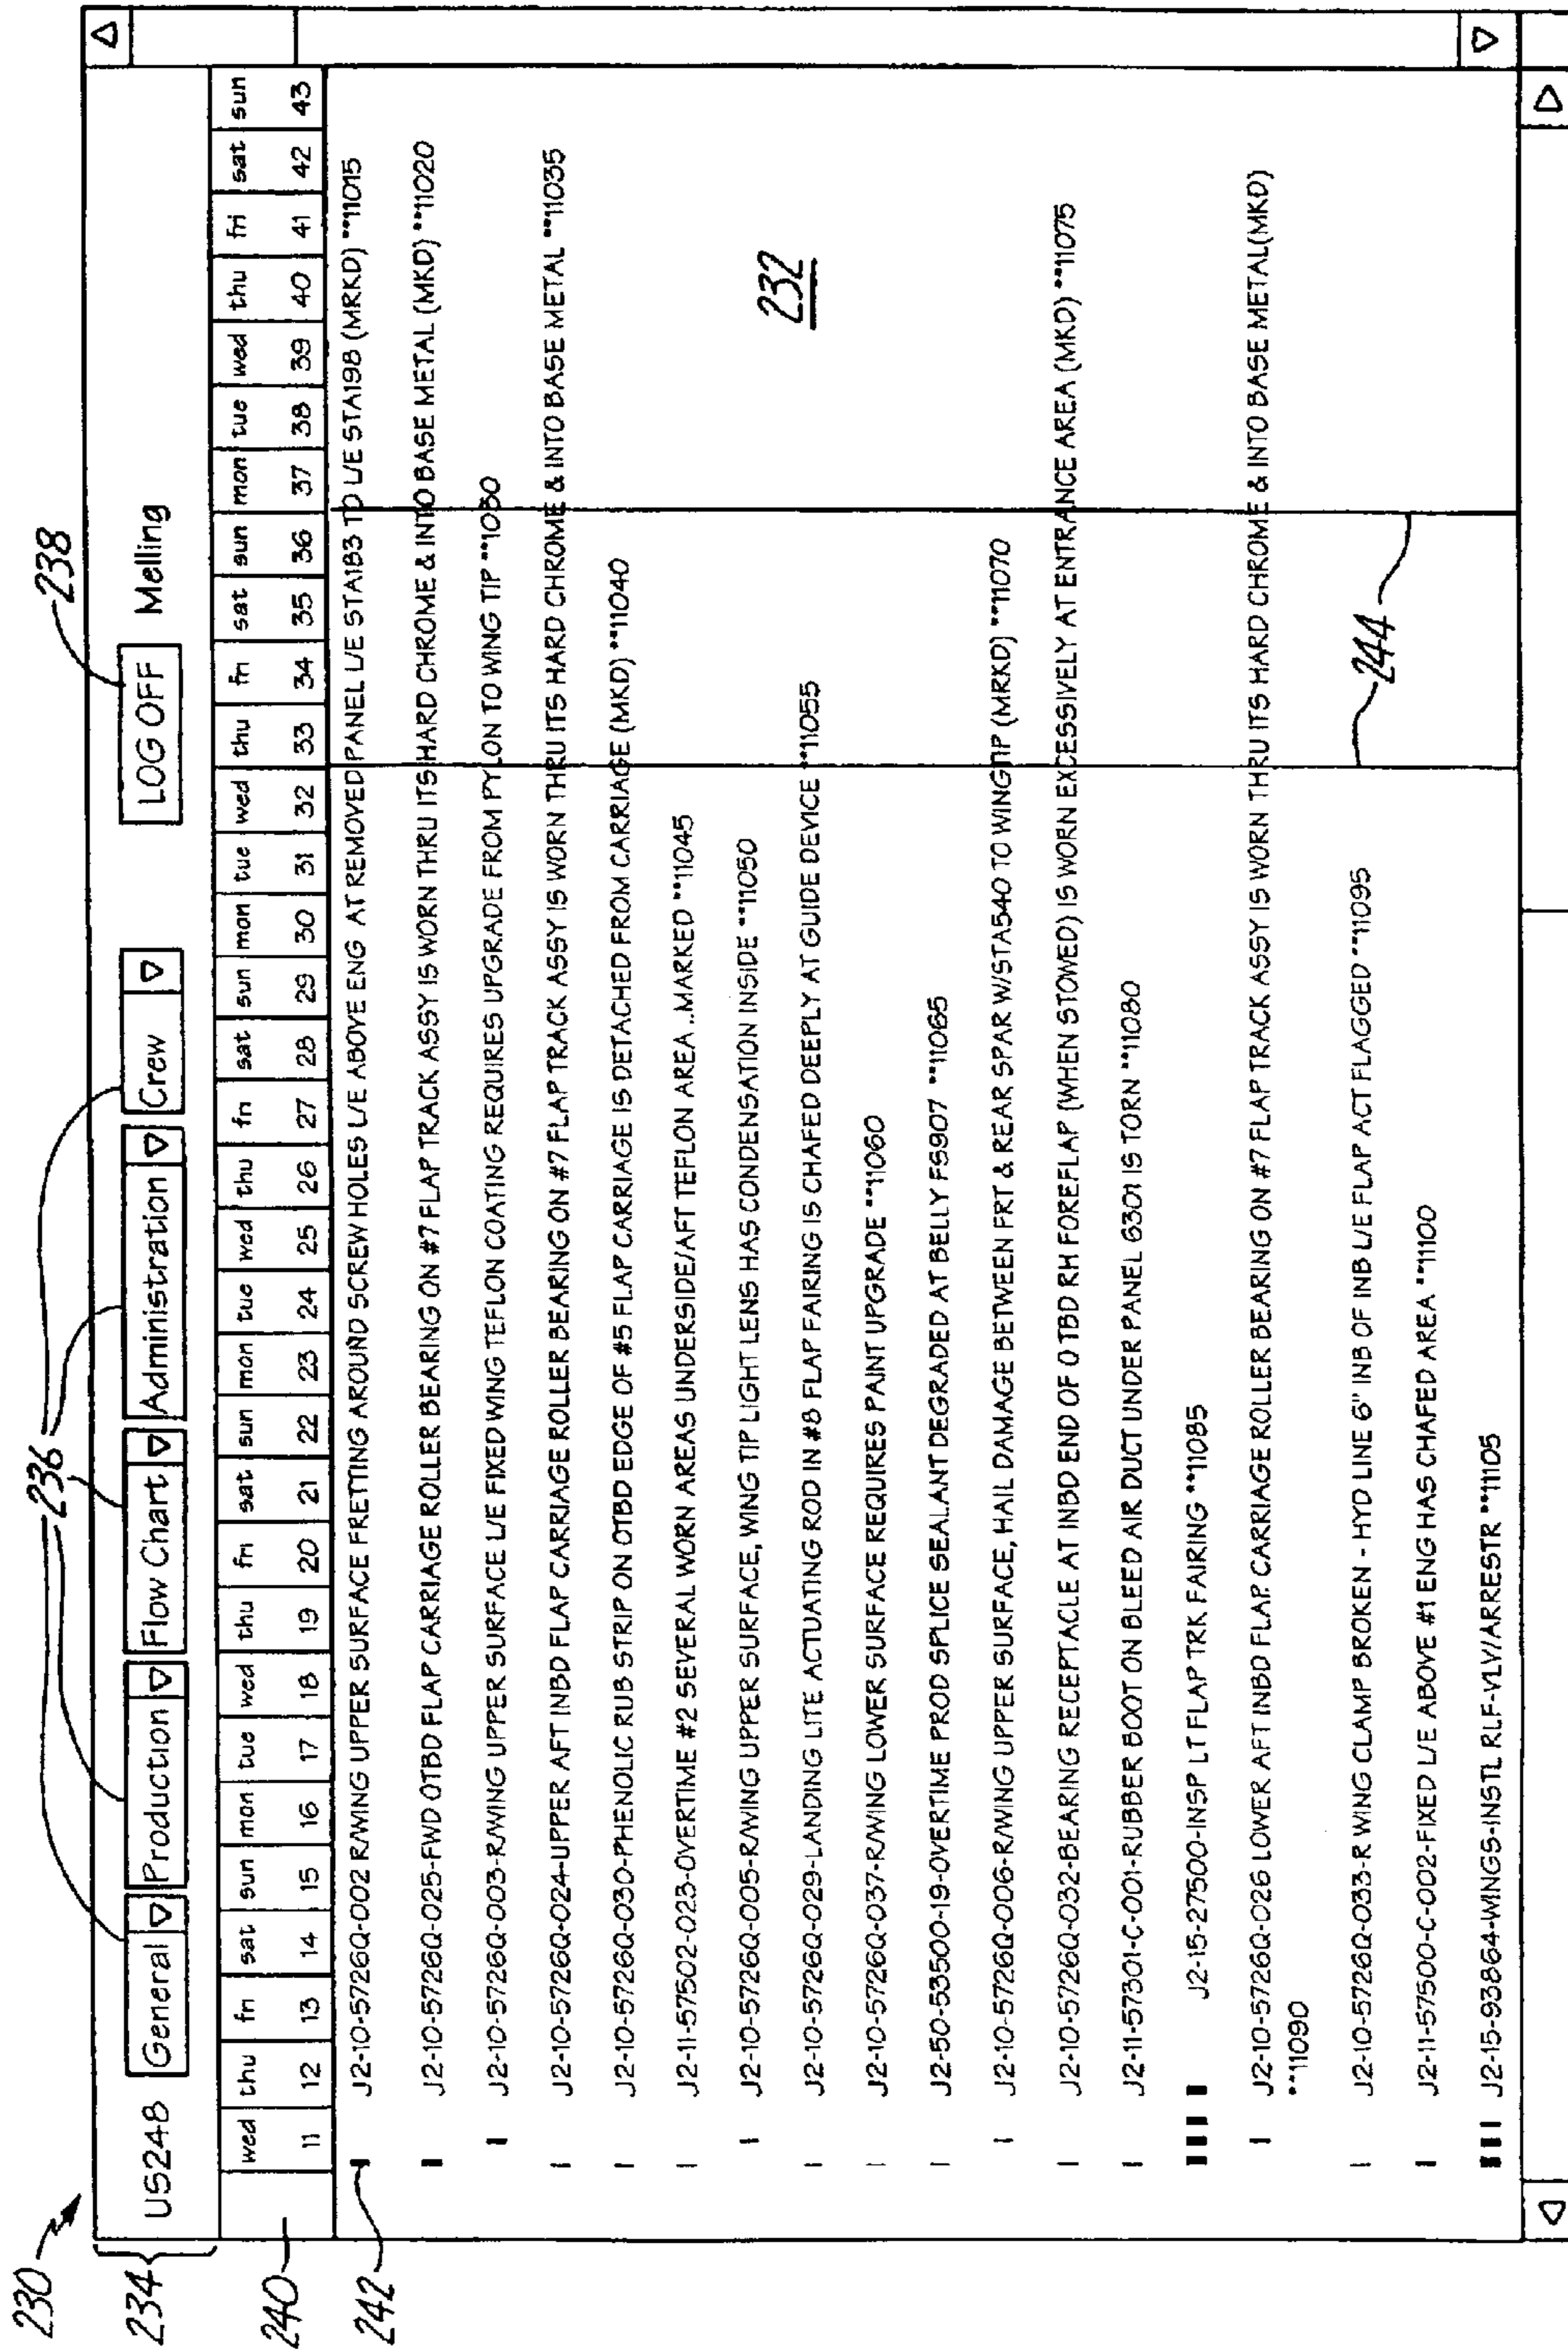 230
234
236
238
US248 General Production Flow Chart Administration Crew LOG OFF Melling
240
wed thu fri sat sun mon tue wed thu fri sat sun mon tue wed thu fri sat sun mon tue wed thu fri sat sun mon tue wed thu fri sat sun
11 12 13 14 15 16 17 18 19 20 21 22 23 24 25 26 27 28 29 30 31 32 33 34 35 36 37 38 39 40 41 42 43
242
J2-10-5726Q-002 R/WING UPPER SURFACE FRETTING AROUND SCREW HOLES L/E ABOVE ENG AT REMOVED PANEL L/E STA183 TO L/E STA198 (MRKD) **11015
J2-10-5726Q-025-FWD OTBD FLAP CARRIAGE ROLLER BEARING ON #7 FLAP TRACK ASSY IS WORN THRU ITS HARD CHROME & INTO BASE METAL (MKD) **11020
J2-10-5726Q-003-R/WING UPPER SURFACE L/E FIXED WING TEFLON COATING REQUIRES UPGRADE FROM PYLON TO WING TIP **1030
J2-10-5726Q-024-UPPER AFT INBD FLAP CARRIAGE ROLLER BEARING ON #7 FLAP TRACK ASSY IS WORN THRU ITS HARD CHROME & INTO BASE METAL **11035
J2-10-5726Q-030-PHENOLIC RUB STRIP ON OTBD EDGE OF #5 FLAP CARRIAGE IS DETACHED FROM CARRIAGE (MKD) **11040
J2-11-57502-023-OVERTIME #2 SEVERAL WORN AREAS UNDERSIDE/AFT TEFLON AREA ..MARKED **11045
J2-10-5726Q-005-R/WING UPPER SURFACE, WING TIP LIGHT LENS HAS CONDENSATION INSIDE **11050
J2-10-5726Q-029-LANDING LITE ACTUATING ROD IN #8 FLAP FAIRING IS CHAFED DEEPLY AT GUIDE DEVICE **11055
J2-10-5726Q-037-R/WING LOWER SURFACE REQUIRES PAINT UPGRADE **11060
J2-50-53500-19-OVERTIME PROD SPLICE SEALANT DEGRADED AT BELLY FS907 **11065
J2-10-5726Q-006-R/WING UPPER SURFACE, HAIL DAMAGE BETWEEN FRT & REAR SPAR W/STA540 TO WINGTIP (MRKD) **11070
J2-10-5726Q-032-BEARING RECEPTACLE AT INBD END OF OTBD RH FOREFLAP (WHEN STOWED) IS WORN EXCESSIVELY AT ENTRANCE AREA (MKD) **11075
J2-11-57301-C-001-RUBBER BOOT ON BLEED AIR DUCT UNDER PANEL 6301 IS TORN **11080
J2-15-27500-INSP LT FLAP TRK FAIRING **11085
J2-10-5726Q-026 LOWER AFT INBD FLAP. CARRIAGE ROLLER BEARING ON #7 FLAP TRACK ASSY IS WORN THRU ITS HARD CHROME & INTO BASE METAL(MKD)
**11090
J2-10-5726Q-033-R WING CLAMP BROKEN - HYD LINE 6" INB OF INB L/E FLAP ACT FLAGGED **11095
J2-11-57500-C-002-FIXED L/E ABOVE #1 ENG HAS CHAFED AREA **11100
J2-15-93864-WINGS-INSTL RLF-VLV/ARRESTR **11105
232
244